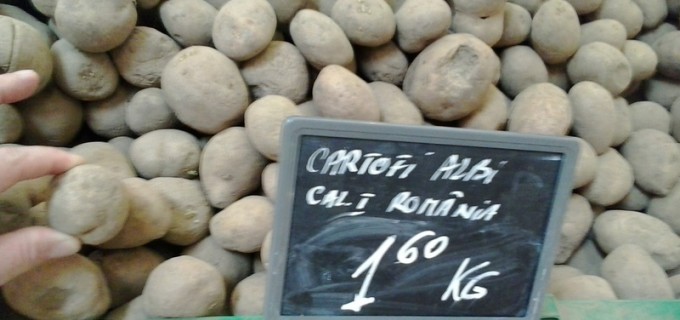 CARTOFI ALBI
CAL I ROMÂNIA
1 60 KG